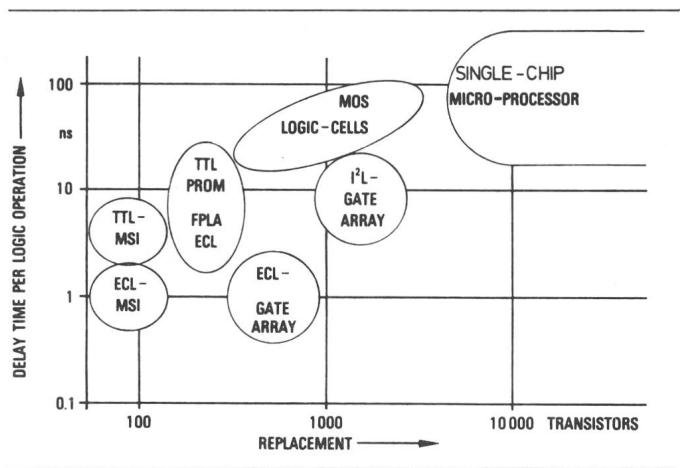 DELAY TIME PER LOGIC OPERATION
100
ns
10
1
0.1
SINGLE-CHIP
MICRO-PROCESSOR
MOS
LOGIC-CELLS
TTL
PROM
FPLA
ECL
I²L-
GATE
ARRAY
TTL-
MSI
ECL-
MSI
ECL-
GATE
ARRAY
100
1000
10000 TRANSISTORS
REPLACEMENT